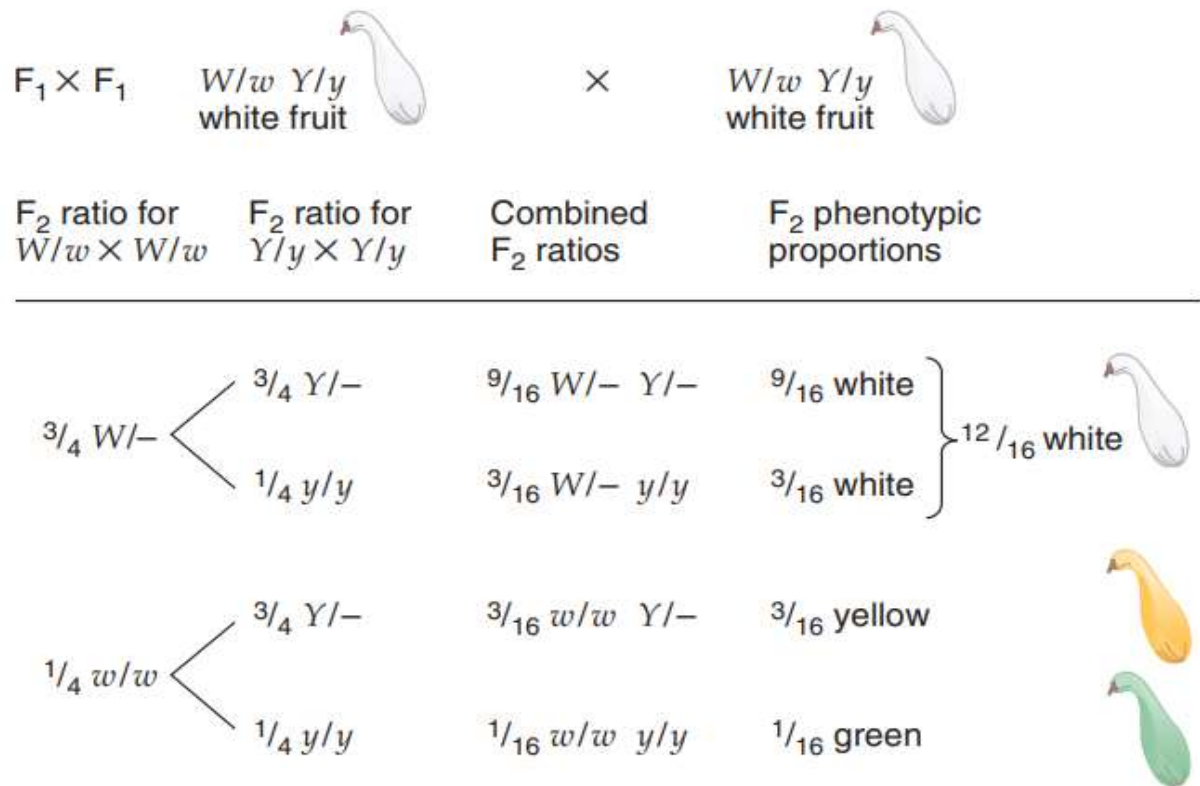 F₁ × F₁ W/w Y/y × W/w Y/y
white fruit white fruit
F₂ ratio for F₂ ratio for Combined F₂ phenotypic
W/w × W/w Y/y × Y/y F₂ ratios proportions
3/4 Y/– 9/16 W/– Y/– 9/16 white
3/4 W/– 12/16 white
1/4 y/y 3/16 W/– y/y 3/16 white
3/4 Y/– 3/16 w/w Y/– 3/16 yellow
1/4 w/w
1/4 y/y 1/16 w/w y/y 1/16 green